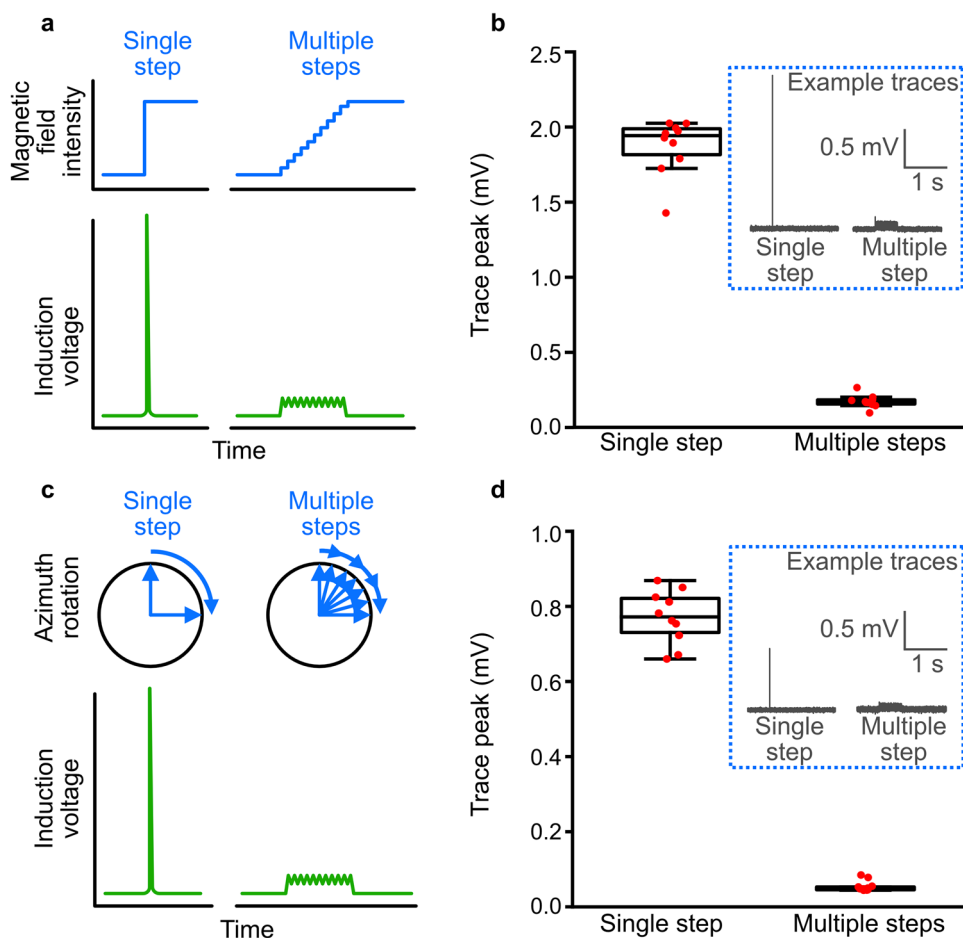 a
Single
step
Multiple
steps
Magnetic
field
intensity
Induction
voltage
Time
b
2.5
2.0
1.5
1.0
0.5
0.0
Trace peak (mV)
Example traces
0.5 mV
1 s
Single
step
Multiple
step
Single step
Multiple steps
c
Single
step
Multiple
steps
Azimuth
rotation
Induction
voltage
Time
d
1.0
0.8
0.6
0.4
0.2
0.0
Trace peak (mV)
Example traces
0.5 mV
1 s
Single
step
Multiple
step
Single step
Multiple steps